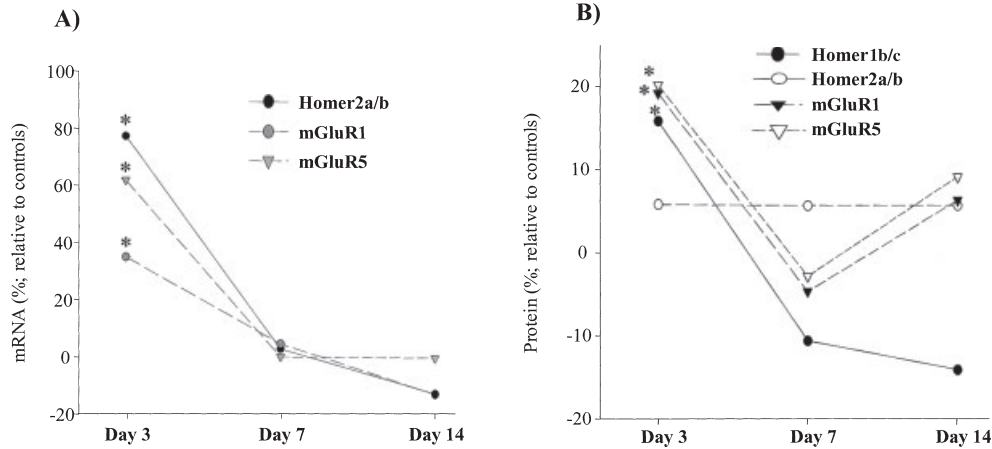 A)
mRNA (%; relative to controls)
100
80
60
40
20
0
-20
*
*
*
Homer2a/b
mGluR1
mGluR5
Day 3 Day 7 Day 14
B)
Protein (%; relative to controls)
20
10
0
-10
-20
*
*
*
Homer1b/c
Homer2a/b
mGluR1
mGluR5
Day 3 Day 7 Day 14